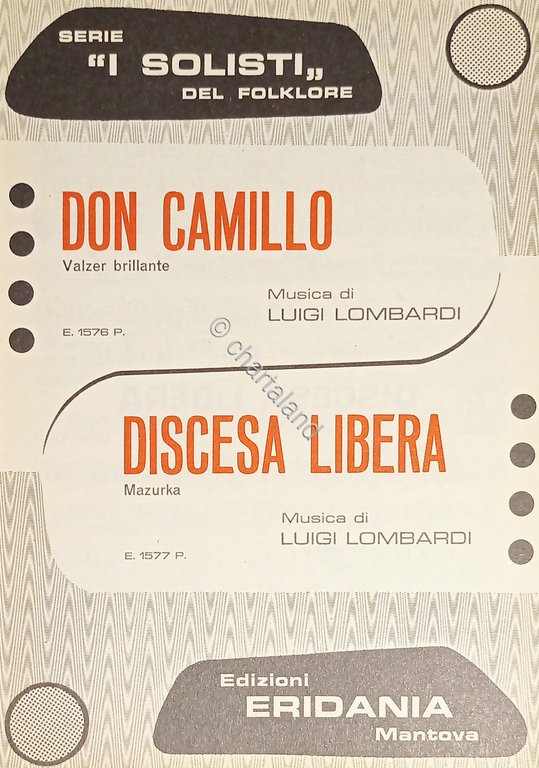 SERIE
"I SOLISTI„
DEL FOLKLORE
DON CAMILLO
Valzer brillante
Musica di
LUIGI LOMBARDI
E. 1576 P.
© chartaland
DISCESA LIBERA
Mazurka
Musica di
LUIGI LOMBARDI
E. 1577 P.
Edizioni
ERIDANIA
Mantova